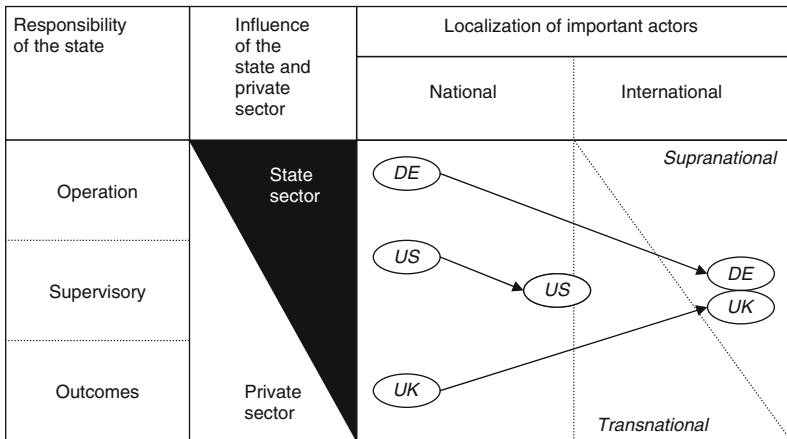 Responsibility
of the state
Influence
of the
state and
private
sector
Localization of important actors
National
International
Operation
State
sector
DE
Supranational
Supervisory
US
US
DE
UK
Outcomes
Private
sector
UK
Transnational